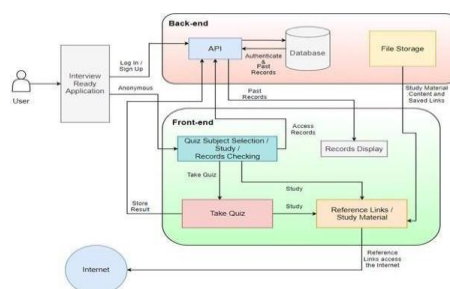 Back-end
API
Database
File Storage
Authenticate
&
Past
Records
Log in /
Sign Up
User
Interview
Ready
Application
Anonymous
Past
Records
Study Material
Content and
Saved Links
Front-end
Access
Records
Quiz Subject Selection /
Study /
Records Checking
Records Display
Take Quiz
Study
Store
Result
Take Quiz
Study
Reference Links /
Study Material
Internet
Reference
Links access
the Internet